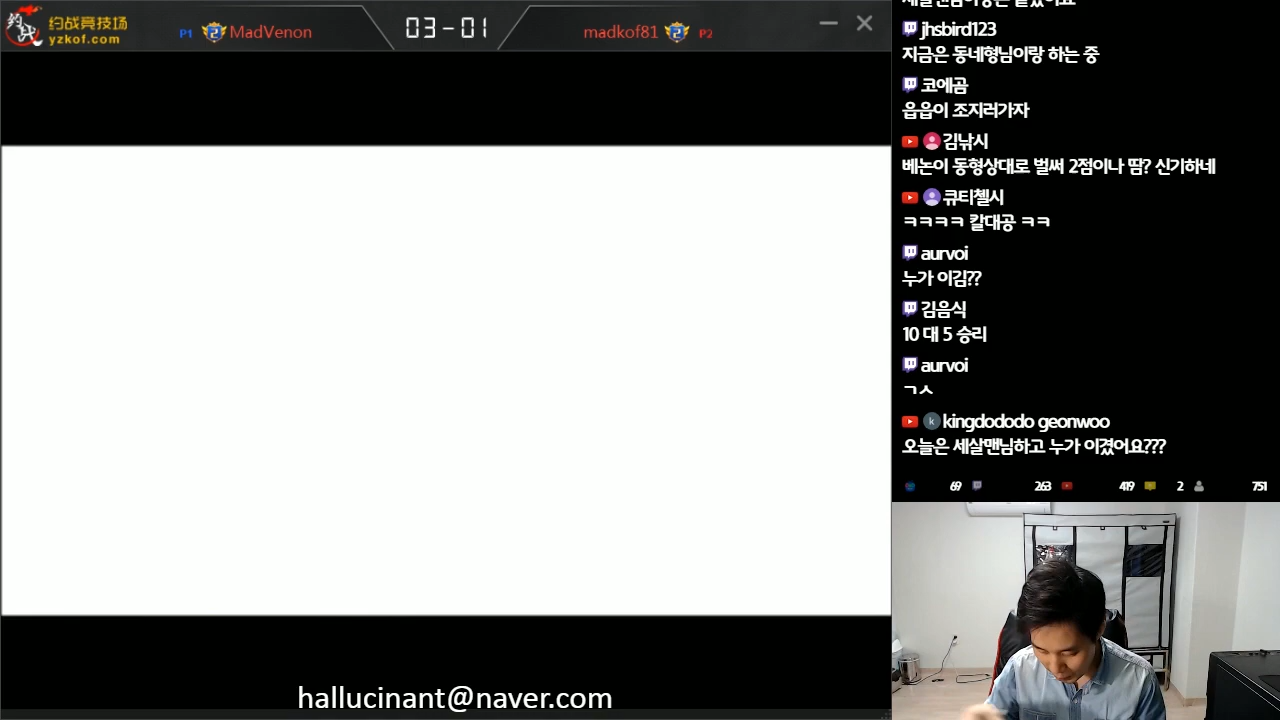 约战竞技场
yzkof.com
P1 MadVenon
03-01
madkof81 P2
jhsbird123
지금은 동네형님이랑 하는 중
코에곰
읍읍이 조지러가자
김낚시
베논이 동형상대로 벌써 2점이나 땀? 신기하네
큐티첼시
ㅋㅋㅋㅋ 칼대공 ㅋㅋ
aurvoi
누가 이김??
김음식
10 대 5 승리
aurvoi
ㄱㅅ
k kingdododo geonwoo
오늘은 세살맨님하고 누가 이겼어요???
69 263 419 2 751
hallucinant@naver.com